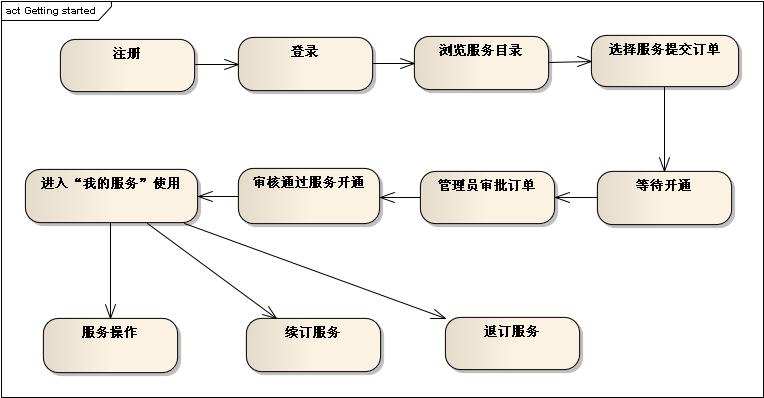 act Getting started
注册
登录
浏览服务目录
选择服务提交订单
进入“我的服务”使用
审核通过服务开通
管理员审批订单
等待开通
服务操作
续订服务
退订服务